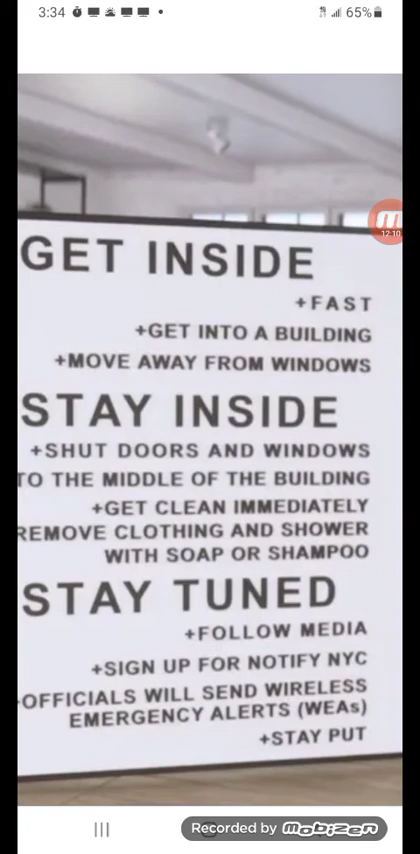 3:34
65%
12:10
GET INSIDE
+FAST
+GET INTO A BUILDING
+MOVE AWAY FROM WINDOWS
STAY INSIDE
+SHUT DOORS AND WINDOWS
TO THE MIDDLE OF THE BUILDING
+GET CLEAN IMMEDIATELY
REMOVE CLOTHING AND SHOWER
WITH SOAP OR SHAMPOO
STAY TUNED
+FOLLOW MEDIA
+SIGN UP FOR NOTIFY NYC
OFFICIALS WILL SEND WIRELESS
EMERGENCY ALERTS (WEAs)
+STAY PUT
Recorded by mobizen